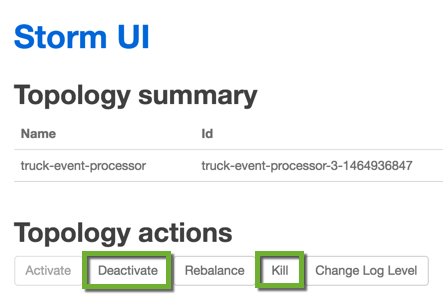 Storm UI
Topology summary
Name Id
truck-event-processor truck-event-processor-3-1464936847
Topology actions
Activate Deactivate Rebalance Kill Change Log Level